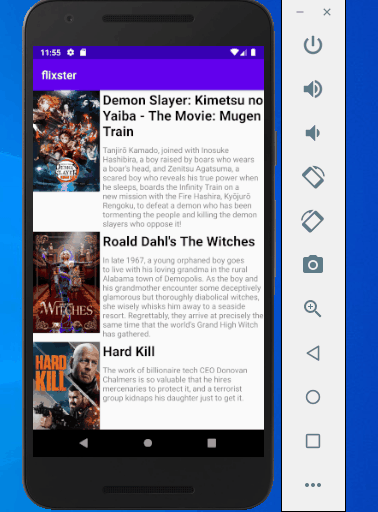 11:55
flixster
Demon Slayer: Kimetsu no
Yaiba - The Movie: Mugen
Train
Tanjirō Kamado, joined with Inosuke
Hashibira, a boy raised by boars who wears
a boar's head, and Zenitsu Agatsuma, a
scared boy who reveals his true power when
he sleeps, boards the Infinity Train on a
new mission with the Fire Hashira, Kyōjurō
Rengoku, to defeat a demon who has been
tormenting the people and killing the demon
slayers who oppose it!
Roald Dahl's The Witches
In late 1967, a young orphaned boy goes
to live with his loving grandma in the rural
Alabama town of Demopolis. As the boy and
his grandmother encounter some deceptively
glamorous but thoroughly diabolical witches,
she wisely whisks him away to a seaside
resort. Regrettably, they arrive at precisely the
same time that the world's Grand High Witch
has gathered.
WITCHES
Hard Kill
The work of billionaire tech CEO Donovan
Chalmers is so valuable that he hires
mercenaries to protect it, and a terrorist
group kidnaps his daughter just to get it.
HARD
KILL